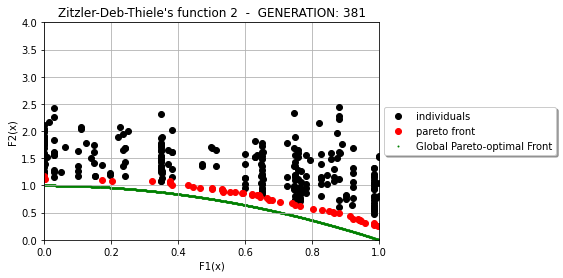 Zitzler-Deb-Thiele's function 2  -  GENERATION: 381
F2(x)
4.0
3.5
3.0
2.5
2.0
1.5
1.0
0.5
0.0
0.0 0.2 0.4 0.6 0.8 1.0
F1(x)
individuals
pareto front
Global Pareto-optimal Front